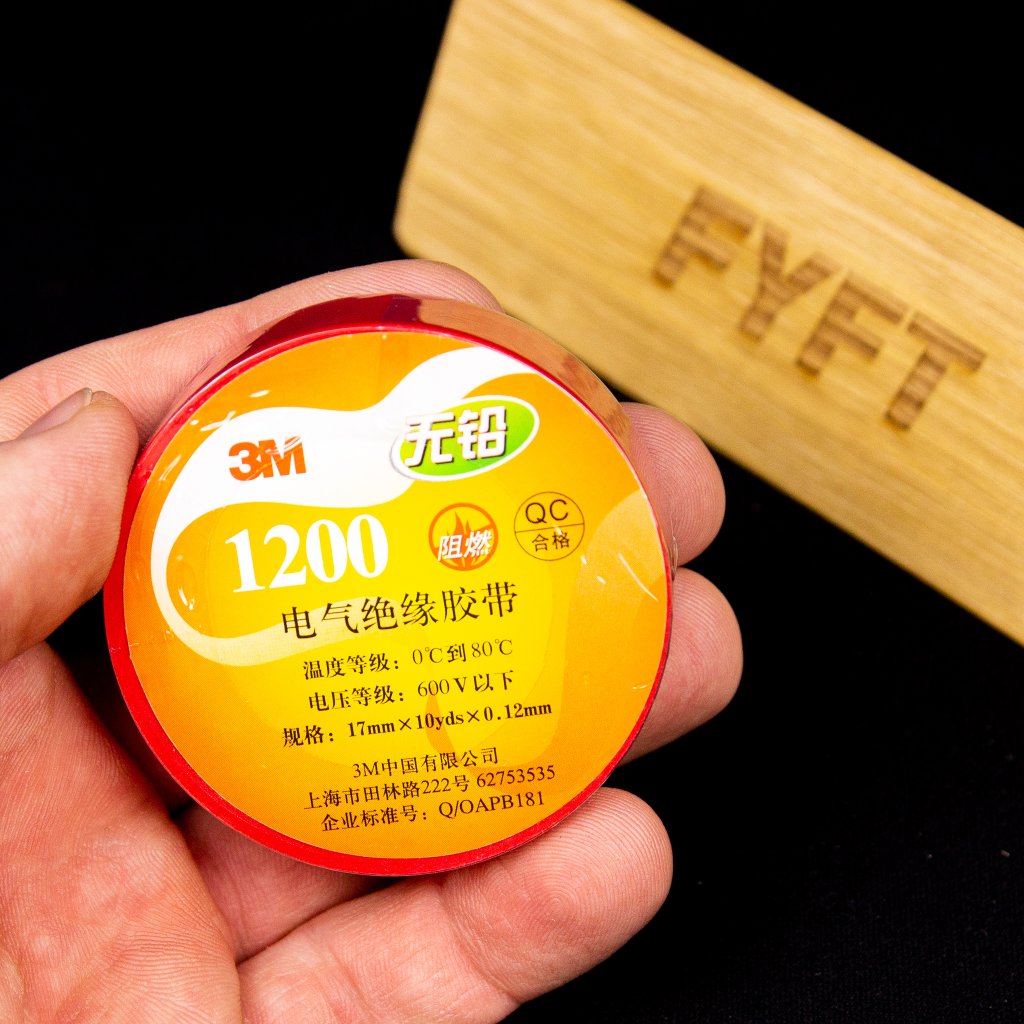 FYFT
3M
无铅
1200
阻燃
QC
合格
电气绝缘胶带
温度等级：0℃到80℃
电压等级：600V以下
规格：17mm×10yds×0.12mm
3M中国有限公司
上海市田林路222号 62753535
企业标准号：Q/OAPB181